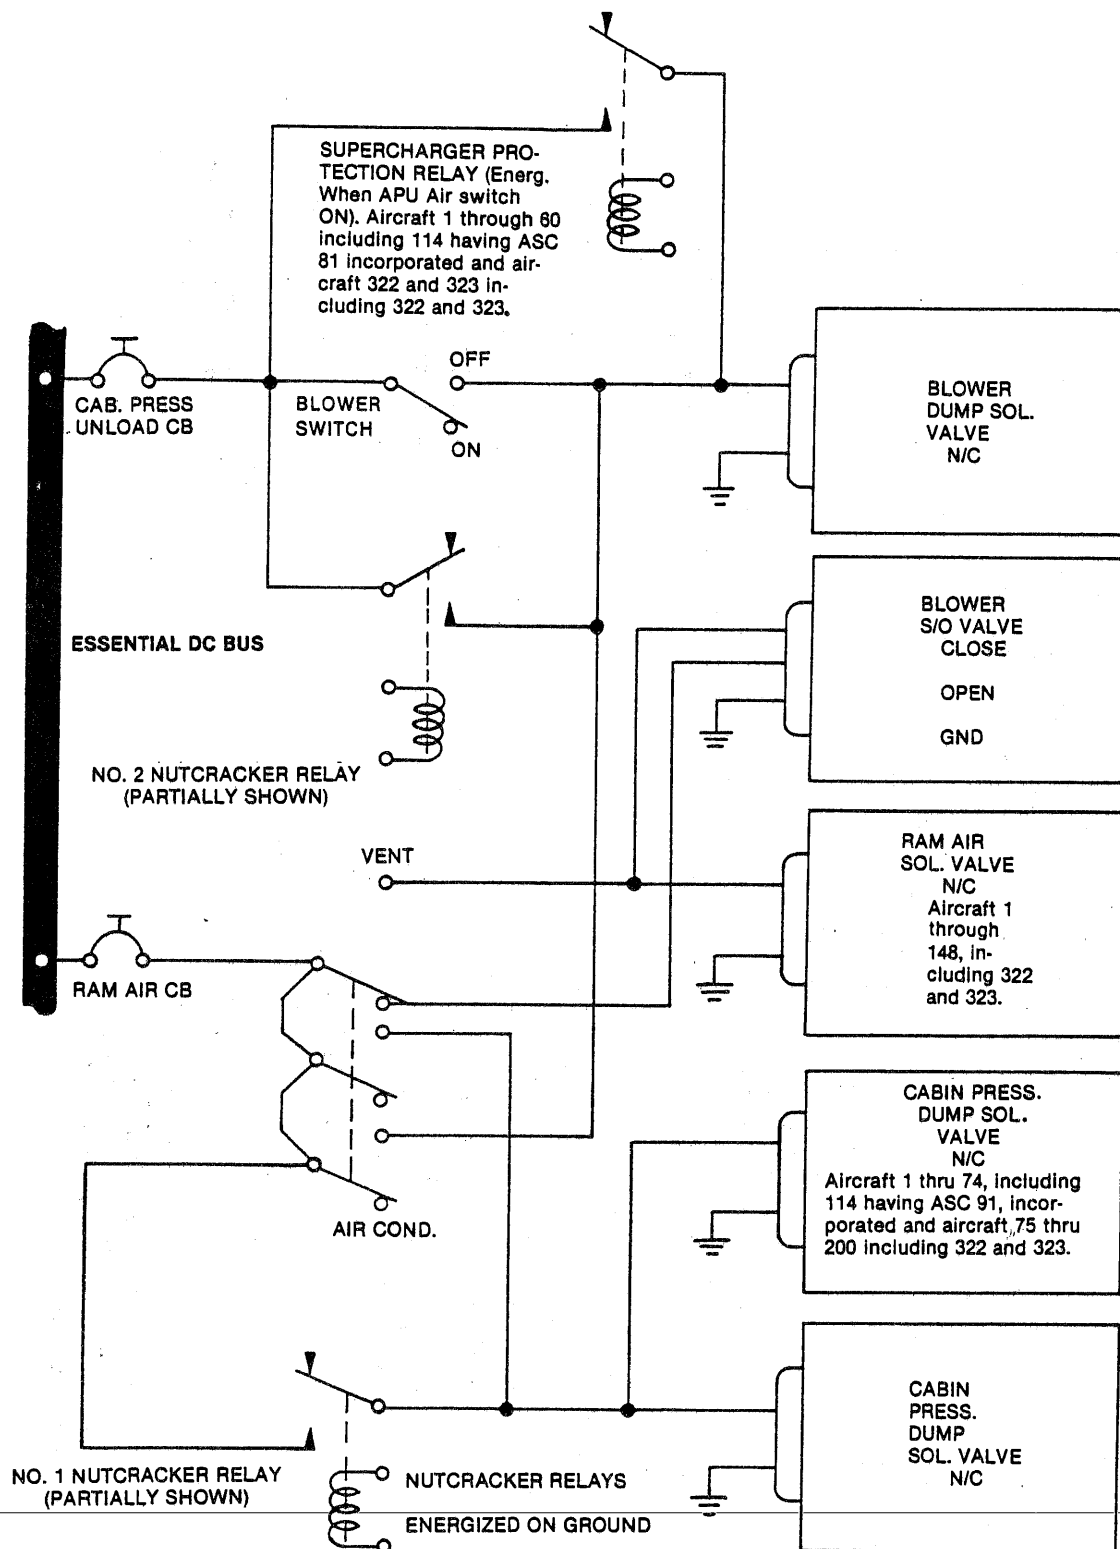 SUPERCHARGER PRO-
TECTION RELAY (Energ.
When APU Air switch
ON). Aircraft 1 through 60
including 114 having ASC
81 incorporated and air-
craft 322 and 323 in-
cluding 322 and 323.
CAB. PRESS
UNLOAD CB
BLOWER
SWITCH
OFF
ON
BLOWER
DUMP SOL.
VALVE
N/C
ESSENTIAL DC BUS
BLOWER
S/O VALVE
CLOSE
OPEN
GND
NO. 2 NUTCRACKER RELAY
(PARTIALLY SHOWN)
VENT
RAM AIR
SOL. VALVE
N/C
Aircraft 1
through
148, in-
cluding 322
and 323.
RAM AIR CB
AIR COND.
CABIN PRESS.
DUMP SOL.
VALVE
N/C
Aircraft 1 thru 74, including
114 having ASC 91, incor-
porated and aircraft 75 thru
200 including 322 and 323.
CABIN
PRESS.
DUMP
SOL. VALVE
N/C
NO. 1 NUTCRACKER RELAY
(PARTIALLY SHOWN)
NUTCRACKER RELAYS
ENERGIZED ON GROUND